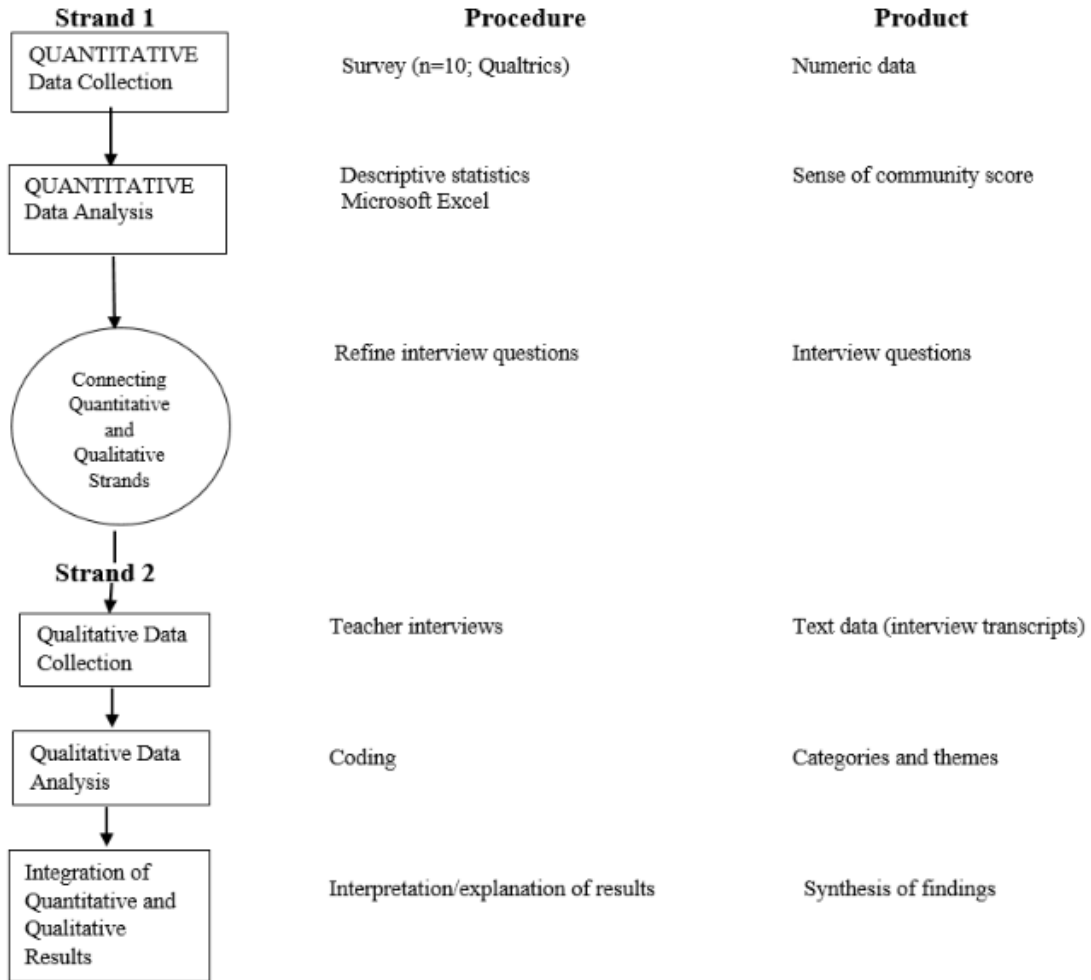 Strand 1
Procedure
Product
QUANTITATIVE
Data Collection
Survey (n=10; Qualtrics)
Numeric data
QUANTITATIVE
Data Analysis
Descriptive statistics
Microsoft Excel
Sense of community score
Connecting
Quantitative
and
Qualitative
Strands
Refine interview questions
Interview questions
Strand 2
Qualitative Data
Collection
Teacher interviews
Text data (interview transcripts)
Qualitative Data
Analysis
Coding
Categories and themes
Integration of
Quantitative and
Qualitative
Results
Interpretation/explanation of results
Synthesis of findings